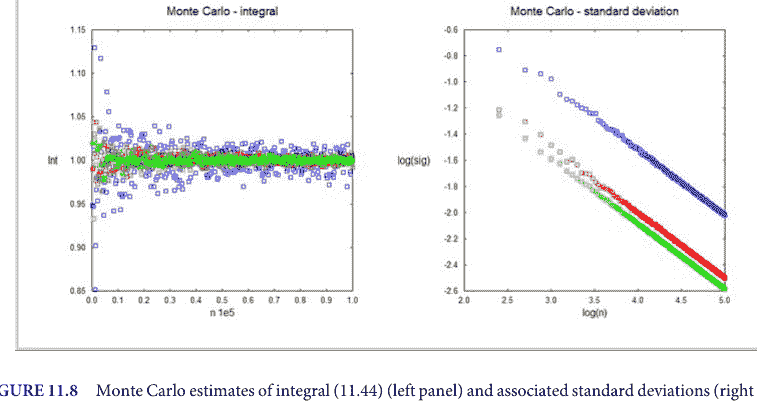 Monte Carlo - integral
1.15
1.10
1.05
Int
1.00
0.95
0.90
0.85
0.0 0.1 0.2 0.3 0.4 0.5 0.6 0.7 0.8 0.9 1.0
n 1e5
Monte Carlo - standard deviation
-0.6
-0.8
-1.0
-1.2
-1.4
log(sig)
-1.6
-1.8
-2.0
-2.2
-2.4
-2.6
2.0 2.5 3.0 3.5 4.0 4.5 5.0
log(n)
GURE 11.8 Monte Carlo estimates of integral (11.44) (left panel) and associated standard deviations (right